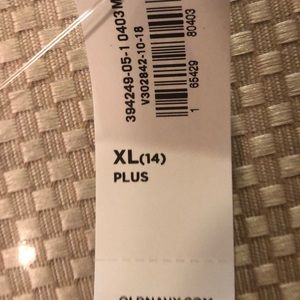 394249-05-1 0403M
V302842-10-18
1 65429 80403
XL(14)
PLUS
OLDNAVY.COM